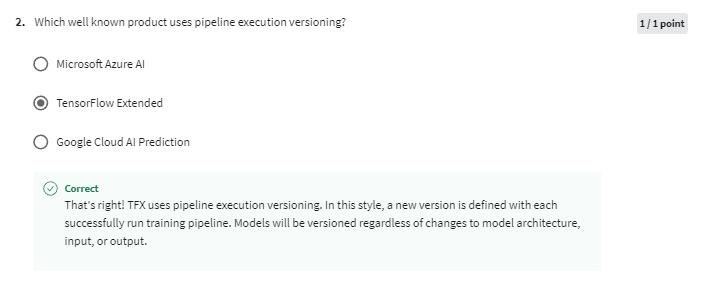 2. Which well known product uses pipeline execution versioning?
1 / 1 point
Microsoft Azure AI
TensorFlow Extended
Google Cloud AI Prediction
Correct
That's right! TFX uses pipeline execution versioning. In this style, a new version is defined with each
successfully run training pipeline. Models will be versioned regardless of changes to model architecture,
input, or output.